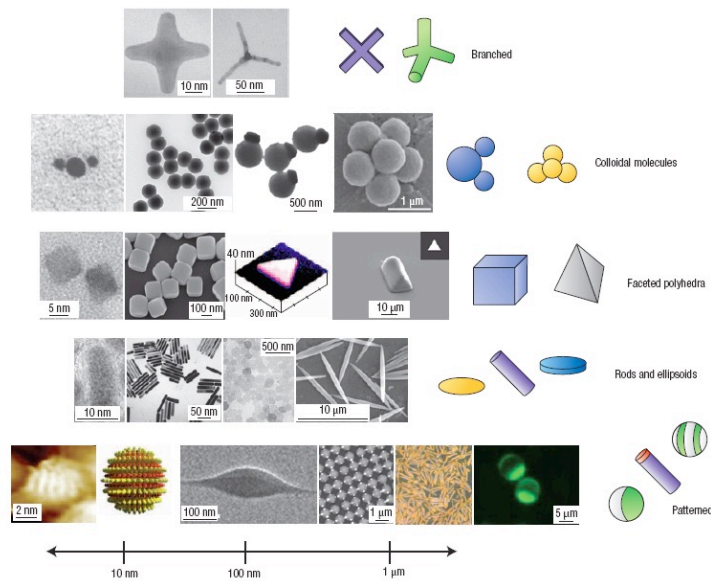 10 nm
50 nm
Branched
200 nm
500 nm
1 μm
Colloidal molecules
5 nm
100 nm
40 nm
100 nm
300 nm
10 μm
Faceted polyhedra
10 nm
50 nm
500 nm
10 μm
Rods and ellipsoids
2 nm
100 nm
1 μm
5 μm
Patterned
10 nm
100 nm
1 μm